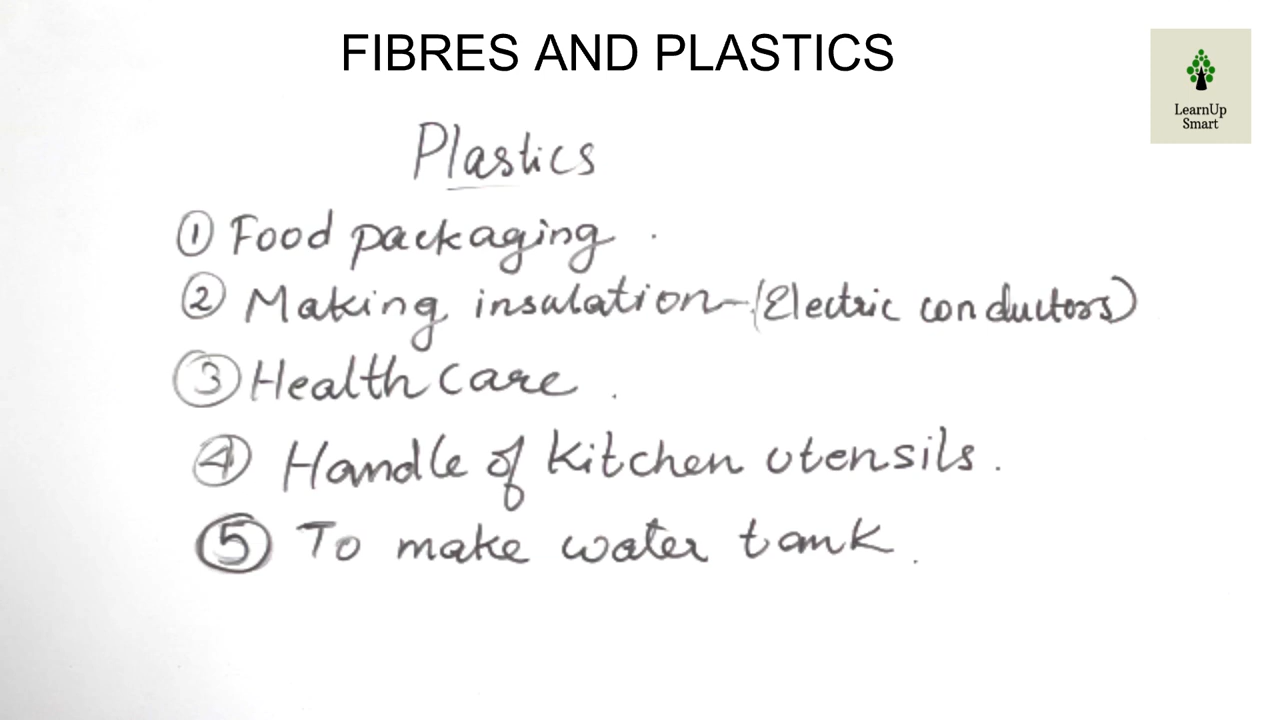 FIBRES AND PLASTICS
LearnUp
Smart
Plastics
① Food packaging.
② Making insulation-(Electric conductors)
③ Health care.
④ Handle of kitchen utensils.
⑤ To make water tank.